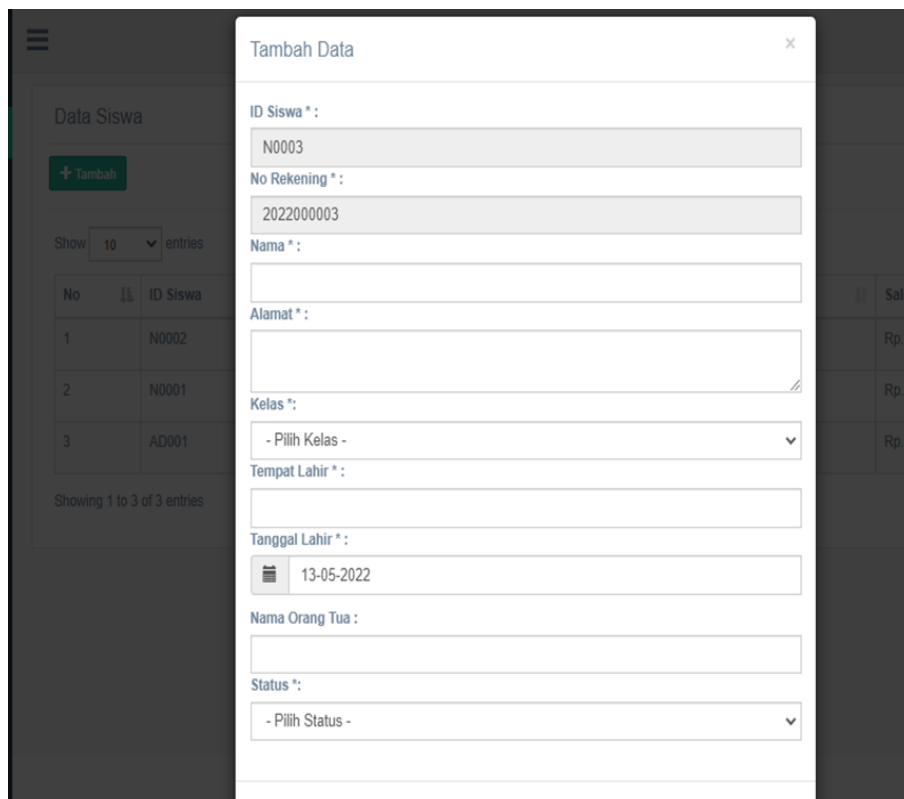 Tambah Data ×
Data Siswa
+ Tambah
Show 10 entries
No ID Siswa
1 N0002 Rp.
2 N0001 Rp.
3 AD001 Rp.
Showing 1 to 3 of 3 entries
ID Siswa * :
N0003
No Rekening * :
2022000003
Nama * :
Alamat * :
Kelas *:
- Pilih Kelas -
Tempat Lahir * :
Tanggal Lahir * :
13-05-2022
Nama Orang Tua :
Status *:
- Pilih Status -